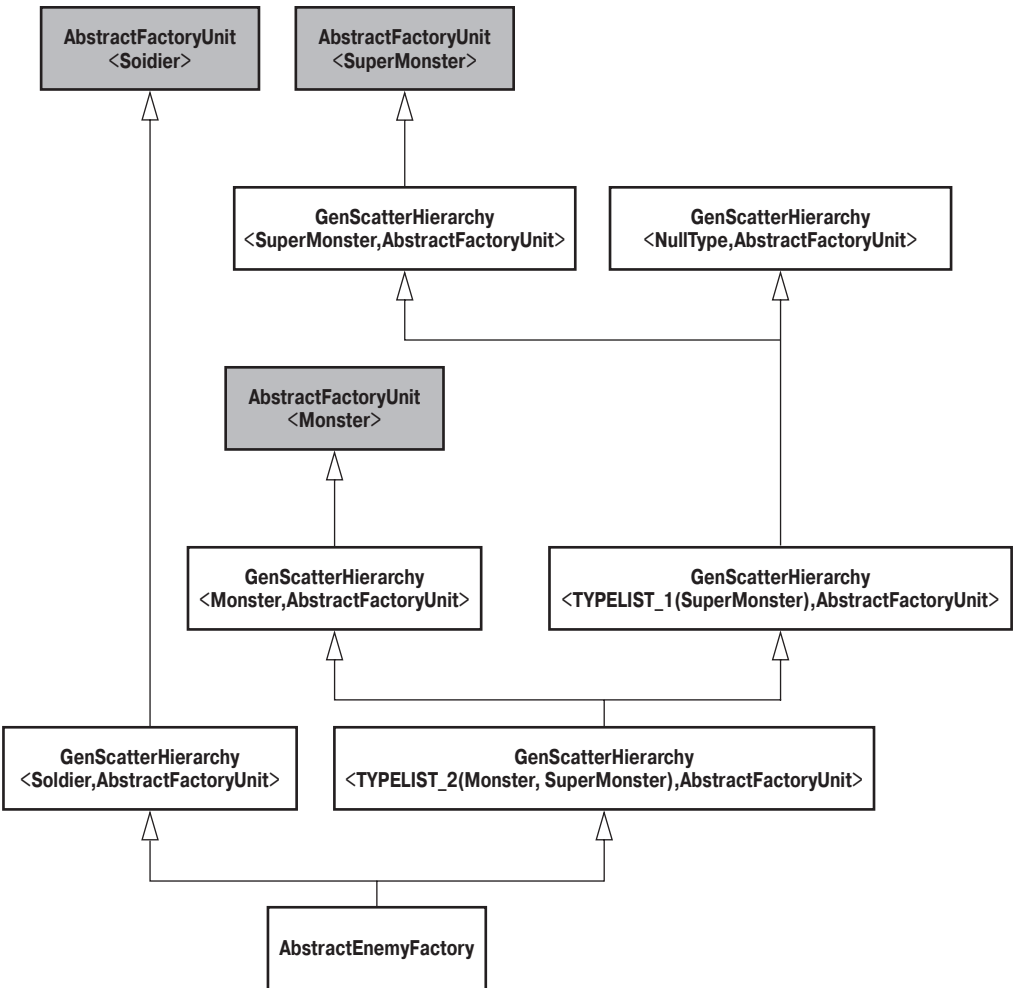 AbstractFactoryUnit
<Soidier>
AbstractFactoryUnit
<SuperMonster>
GenScatterHierarchy
<SuperMonster,AbstractFactoryUnit>
GenScatterHierarchy
<NullType,AbstractFactoryUnit>
AbstractFactoryUnit
<Monster>
GenScatterHierarchy
<Monster,AbstractFactoryUnit>
GenScatterHierarchy
<TYPELIST_1(SuperMonster),AbstractFactoryUnit>
GenScatterHierarchy
<Soldier,AbstractFactoryUnit>
GenScatterHierarchy
<TYPELIST_2(Monster, SuperMonster),AbstractFactoryUnit>
AbstractEnemyFactory